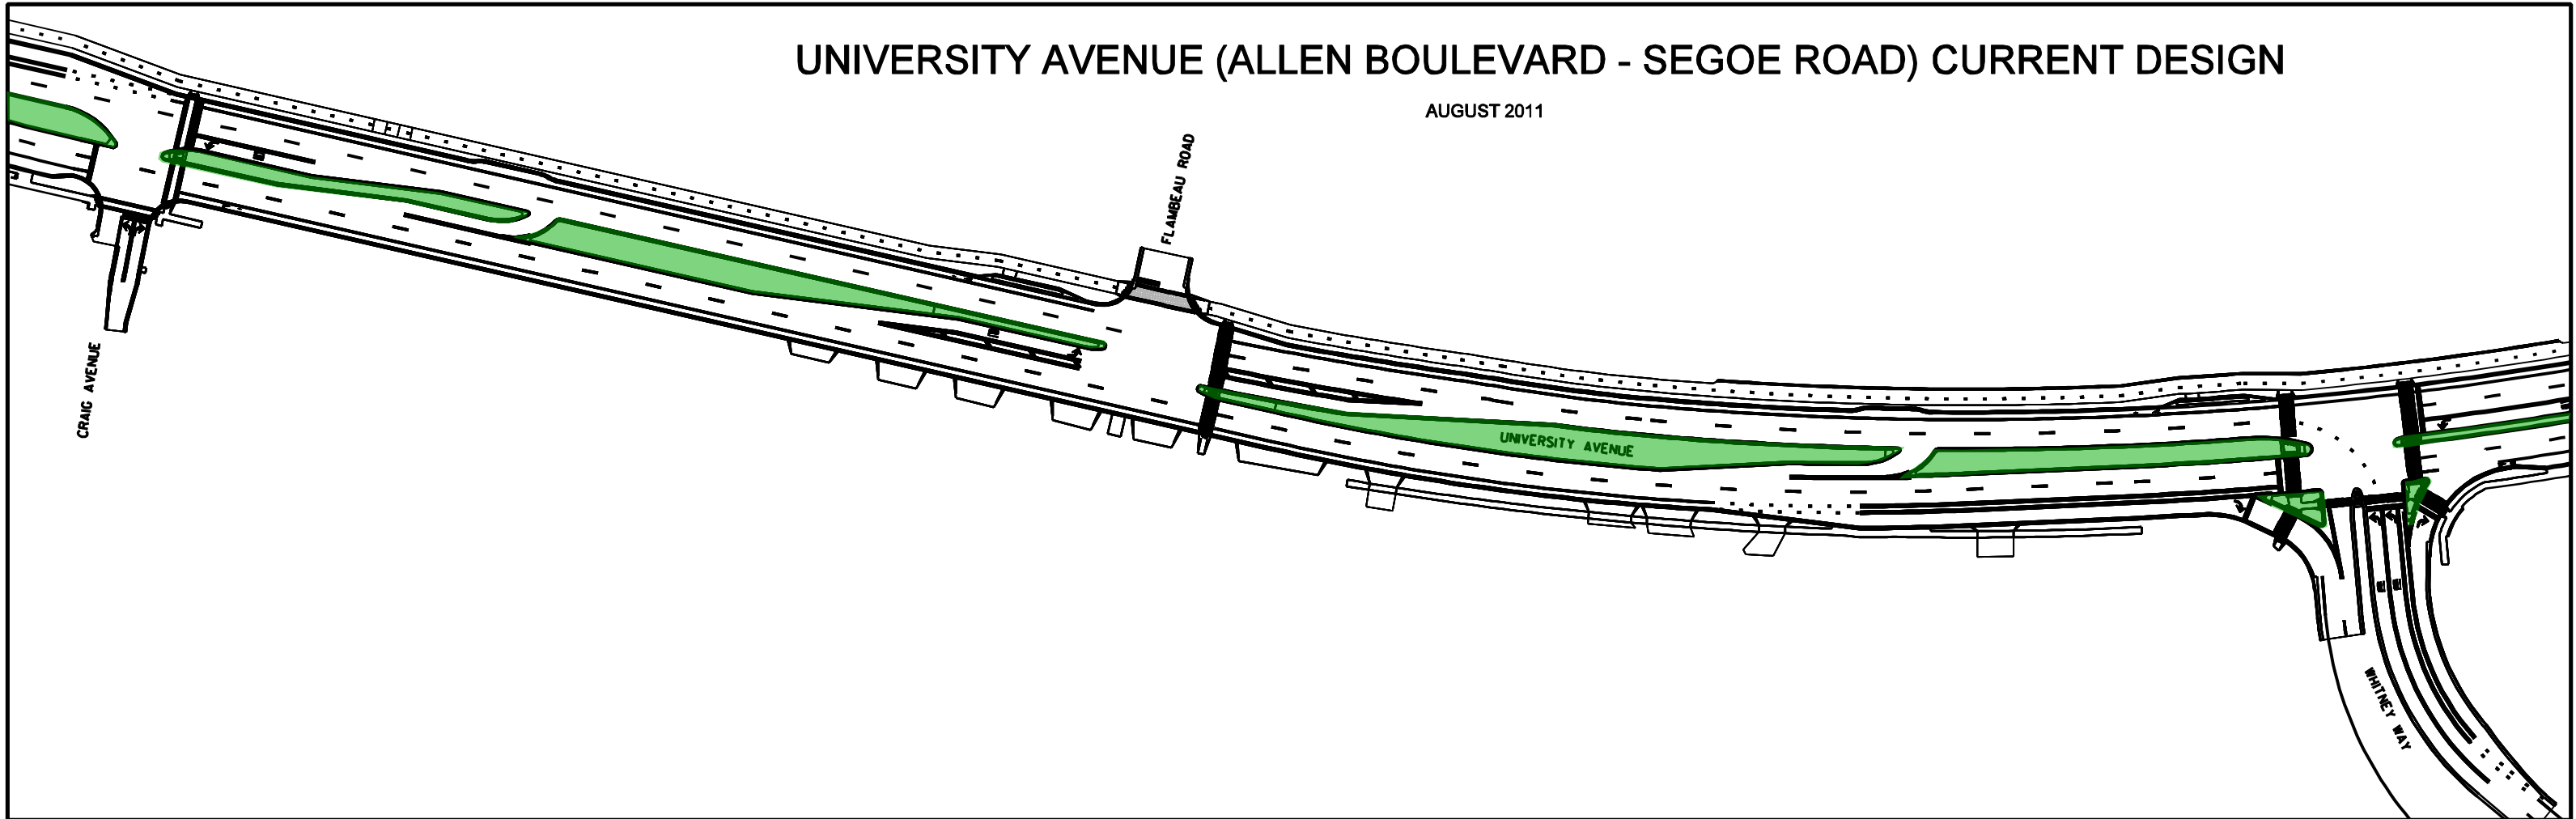 UNIVERSITY AVENUE (ALLEN BOULEVARD - SEGOE ROAD) CURRENT DESIGN
AUGUST 2011
FLAMBEAU ROAD
CRAIG AVENUE
UNIVERSITY AVENUE
WHITNEY WAY